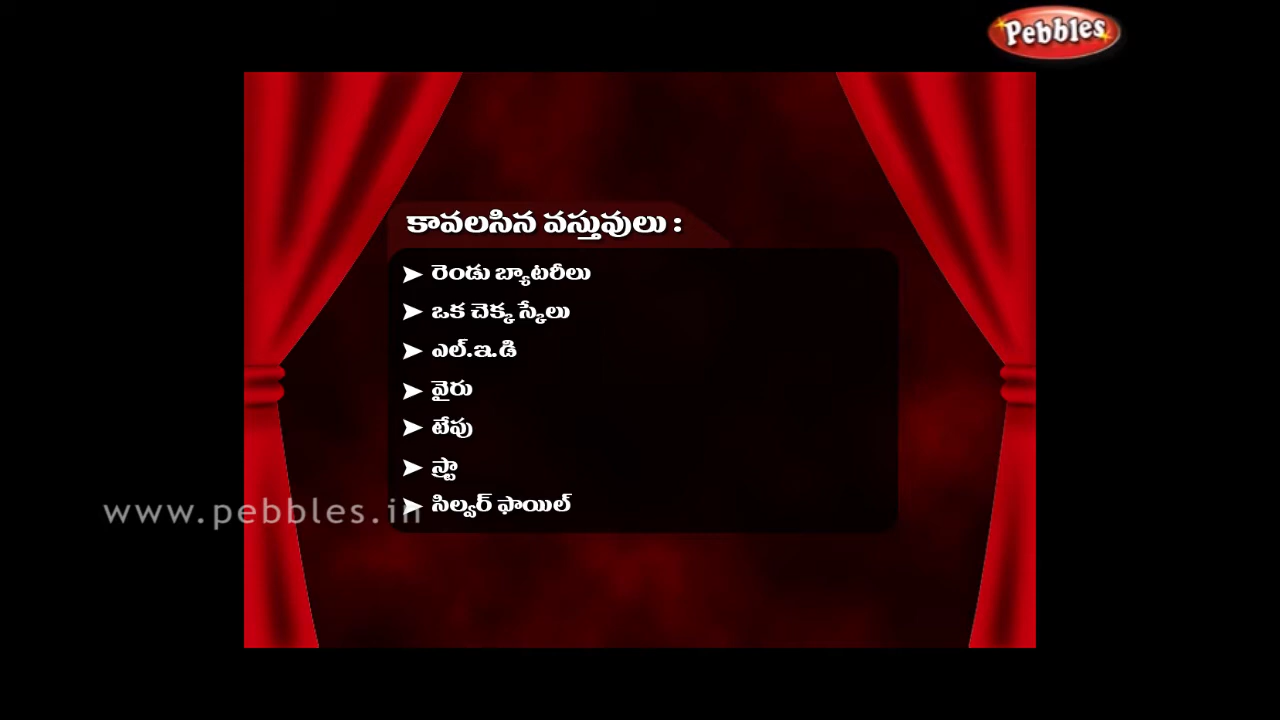 Pebbles
కావలసిన వస్తువులు :
➤ రెండు బ్యాటరీలు
➤ ఒక చెక్క స్కేలు
➤ ఎల్.ఇ.డి
➤ వైరు
➤ టేపు
➤ స్ట్రా
➤ సిల్వర్ ఫాయిల్
www.pebbles.in